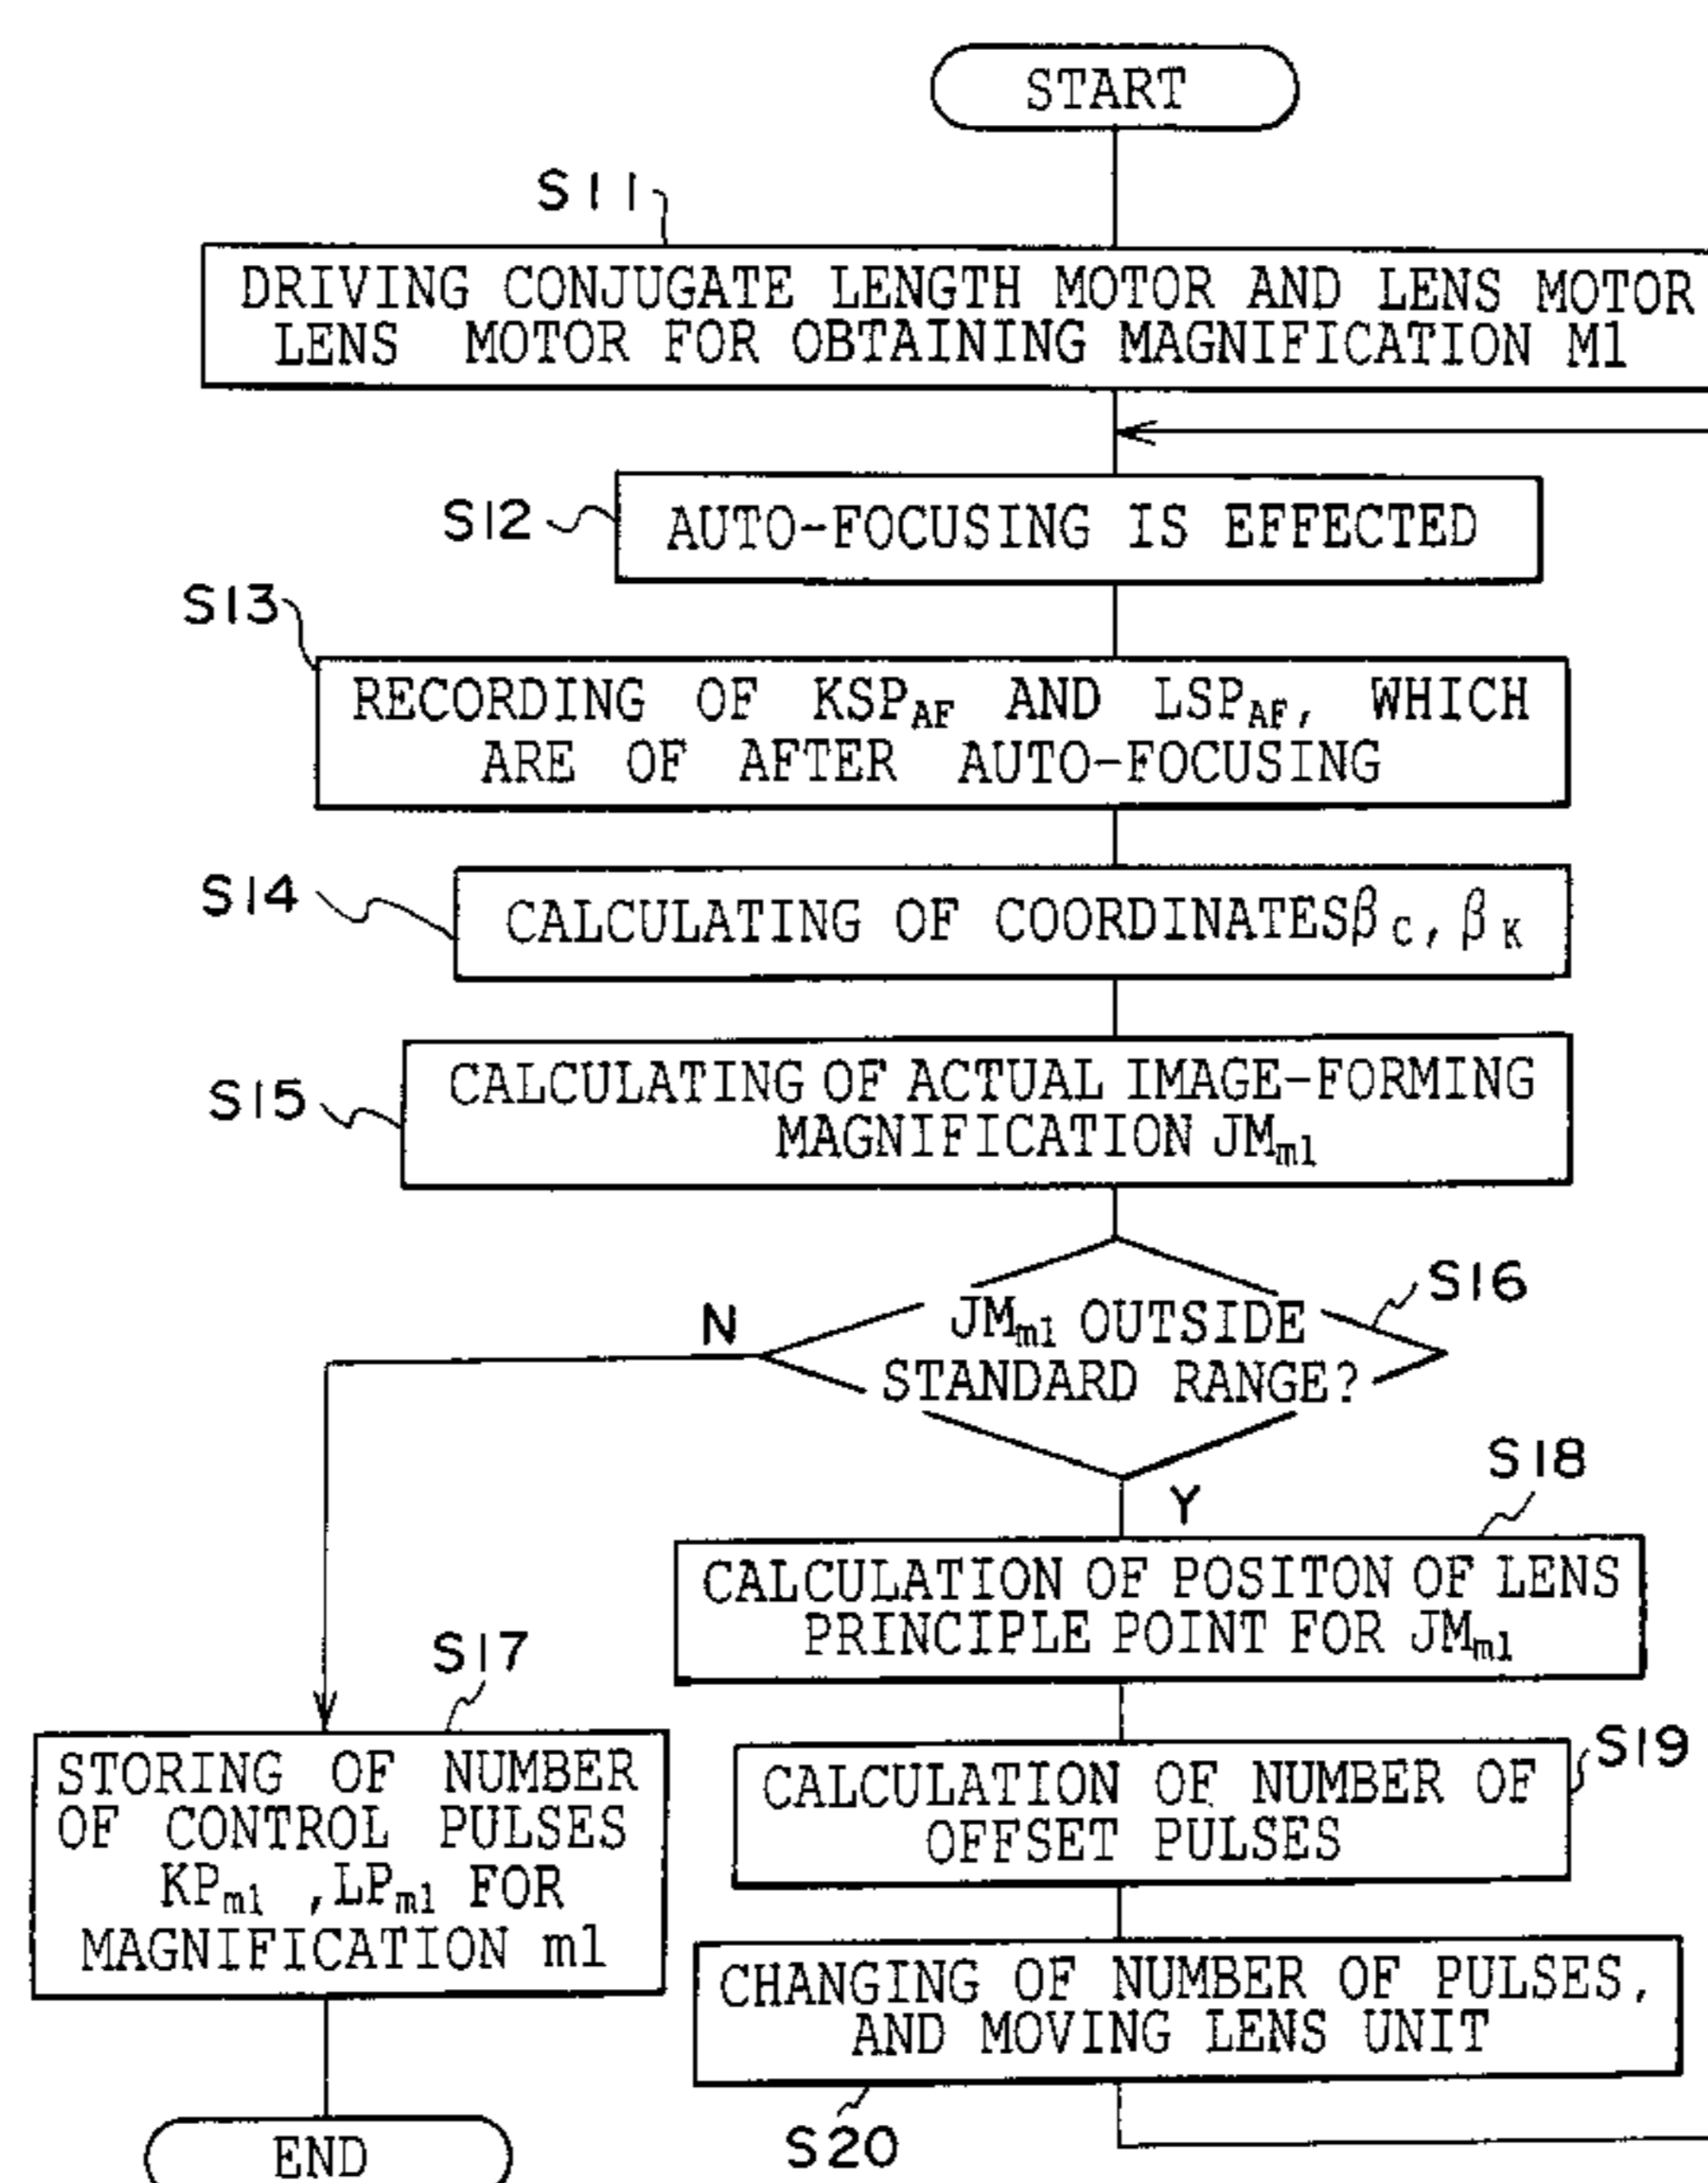 START
S11
DRIVING CONJUGATE LENGTH MOTOR AND LENS MOTOR
LENS MOTOR FOR OBTAINING MAGNIFICATION M1
S12
AUTO-FOCUSING IS EFFECTED
S13
RECORDING OF KSPAF AND LSPAF, WHICH
ARE OF AFTER AUTO-FOCUSING
S14
CALCULATING OF COORDINATES βC, βK
S15
CALCULATING OF ACTUAL IMAGE-FORMING
MAGNIFICATION JMm1
S16
JMm1 OUTSIDE
STANDARD RANGE?
N
Y
S18
CALCULATION OF POSITON OF LENS
PRINCIPLE POINT FOR JMm1
S17
STORING OF NUMBER
OF CONTROL PULSES
KPm1 ,LPm1 FOR
MAGNIFICATION m1
S19
CALCULATION OF NUMBER OF
OFFSET PULSES
CHANGING OF NUMBER OF PULSES,
AND MOVING LENS UNIT
S20
END